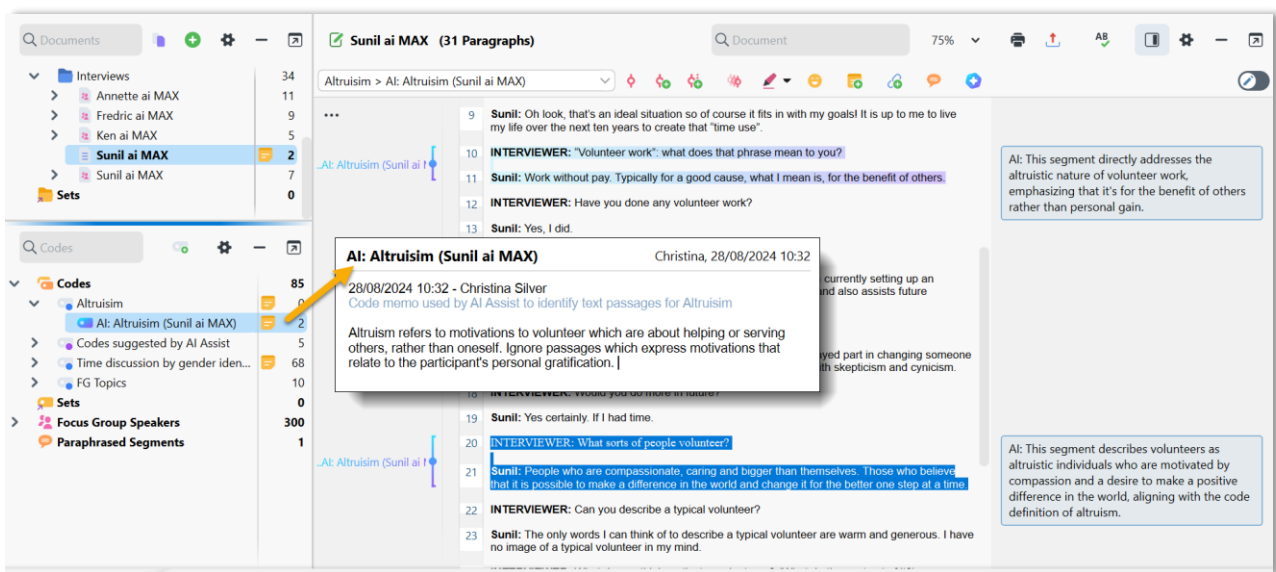 Documents
Interviews 34
Annette ai MAX 11
Fredric ai MAX 9
Ken ai MAX 5
Sunil ai MAX 2
Sunil ai MAX 7
Sets 0
Codes
Codes 85
Altruisim 0
AI: Altruisim (Sunil ai MAX) 2
Codes suggested by AI Assist 5
Time discussion by gender iden... 68
FG Topics 10
Sets 0
Focus Group Speakers 300
Paraphrased Segments 1
Sunil ai MAX (31 Paragraphs)
Document
75%
AB
Altruism > AI: Altruism (Sunil ai MAX)
...
9 Sunil: Oh look, that's an ideal situation so of course it fits in with my goals! It is up to me to live
my life over the next ten years to create that "time use".
..AI: Altruisim (Sunil ai M
10 INTERVIEWER: "Volunteer work": what does that phrase mean to you?
11 Sunil: Work without pay. Typically for a good cause, what I mean is, for the benefit of others.
12 INTERVIEWER: Have you done any volunteer work?
13 Sunil: Yes, I did.
AI: Altruisim (Sunil ai MAX) Christina, 28/08/2024 10:32
28/08/2024 10:32 - Christina Silver
Code memo used by AI Assist to identify text passages for Altruisim
Altruism refers to motivations to volunteer which are about helping or serving
others, rather than oneself. Ignore passages which express motivations that
relate to the participant's personal gratification.
currently setting up an
and also assists future
ayed part in changing someone
ith skepticism and cynicism.
18 INTERVIEWER: Would you do more in future?
19 Sunil: Yes certainly. If I had time.
..AI: Altruisim (Sunil ai M
20 INTERVIEWER: What sorts of people volunteer?
21 Sunil: People who are compassionate, caring and bigger than themselves. Those who believe
that it is possible to make a difference in the world and change it for the better one step at a time
22 INTERVIEWER: Can you describe a typical volunteer?
23 Sunil: The only words I can think of to describe a typical volunteer are warm and generous. I have
no image of a typical volunteer in my mind.
AI: This segment directly addresses the
altruistic nature of volunteer work,
emphasizing that it's for the benefit of others
rather than personal gain.
AI: This segment describes volunteers as
altruistic individuals who are motivated by
compassion and a desire to make a positive
difference in the world, aligning with the code
definition of altruism.